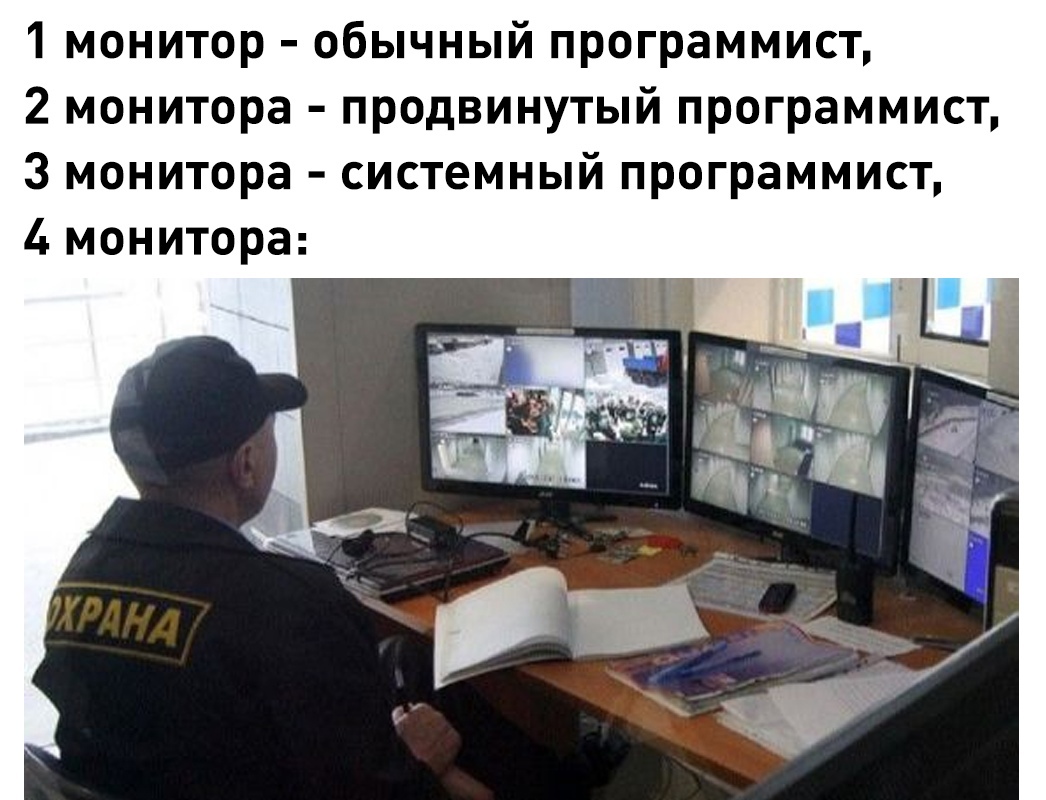 1 монитор - обычный программист,
2 монитора - продвинутый программист,
3 монитора - системный программист,
4 монитора:
ОХРАНА